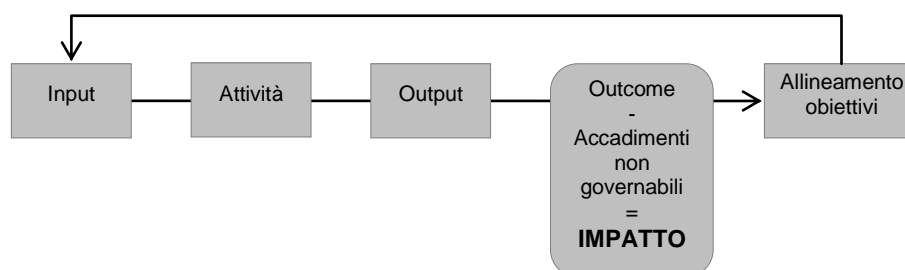 Input
Attività
Output
Outcome
-
Accadimenti
non
governabili
=
IMPATTO
Allineamento
obiettivi